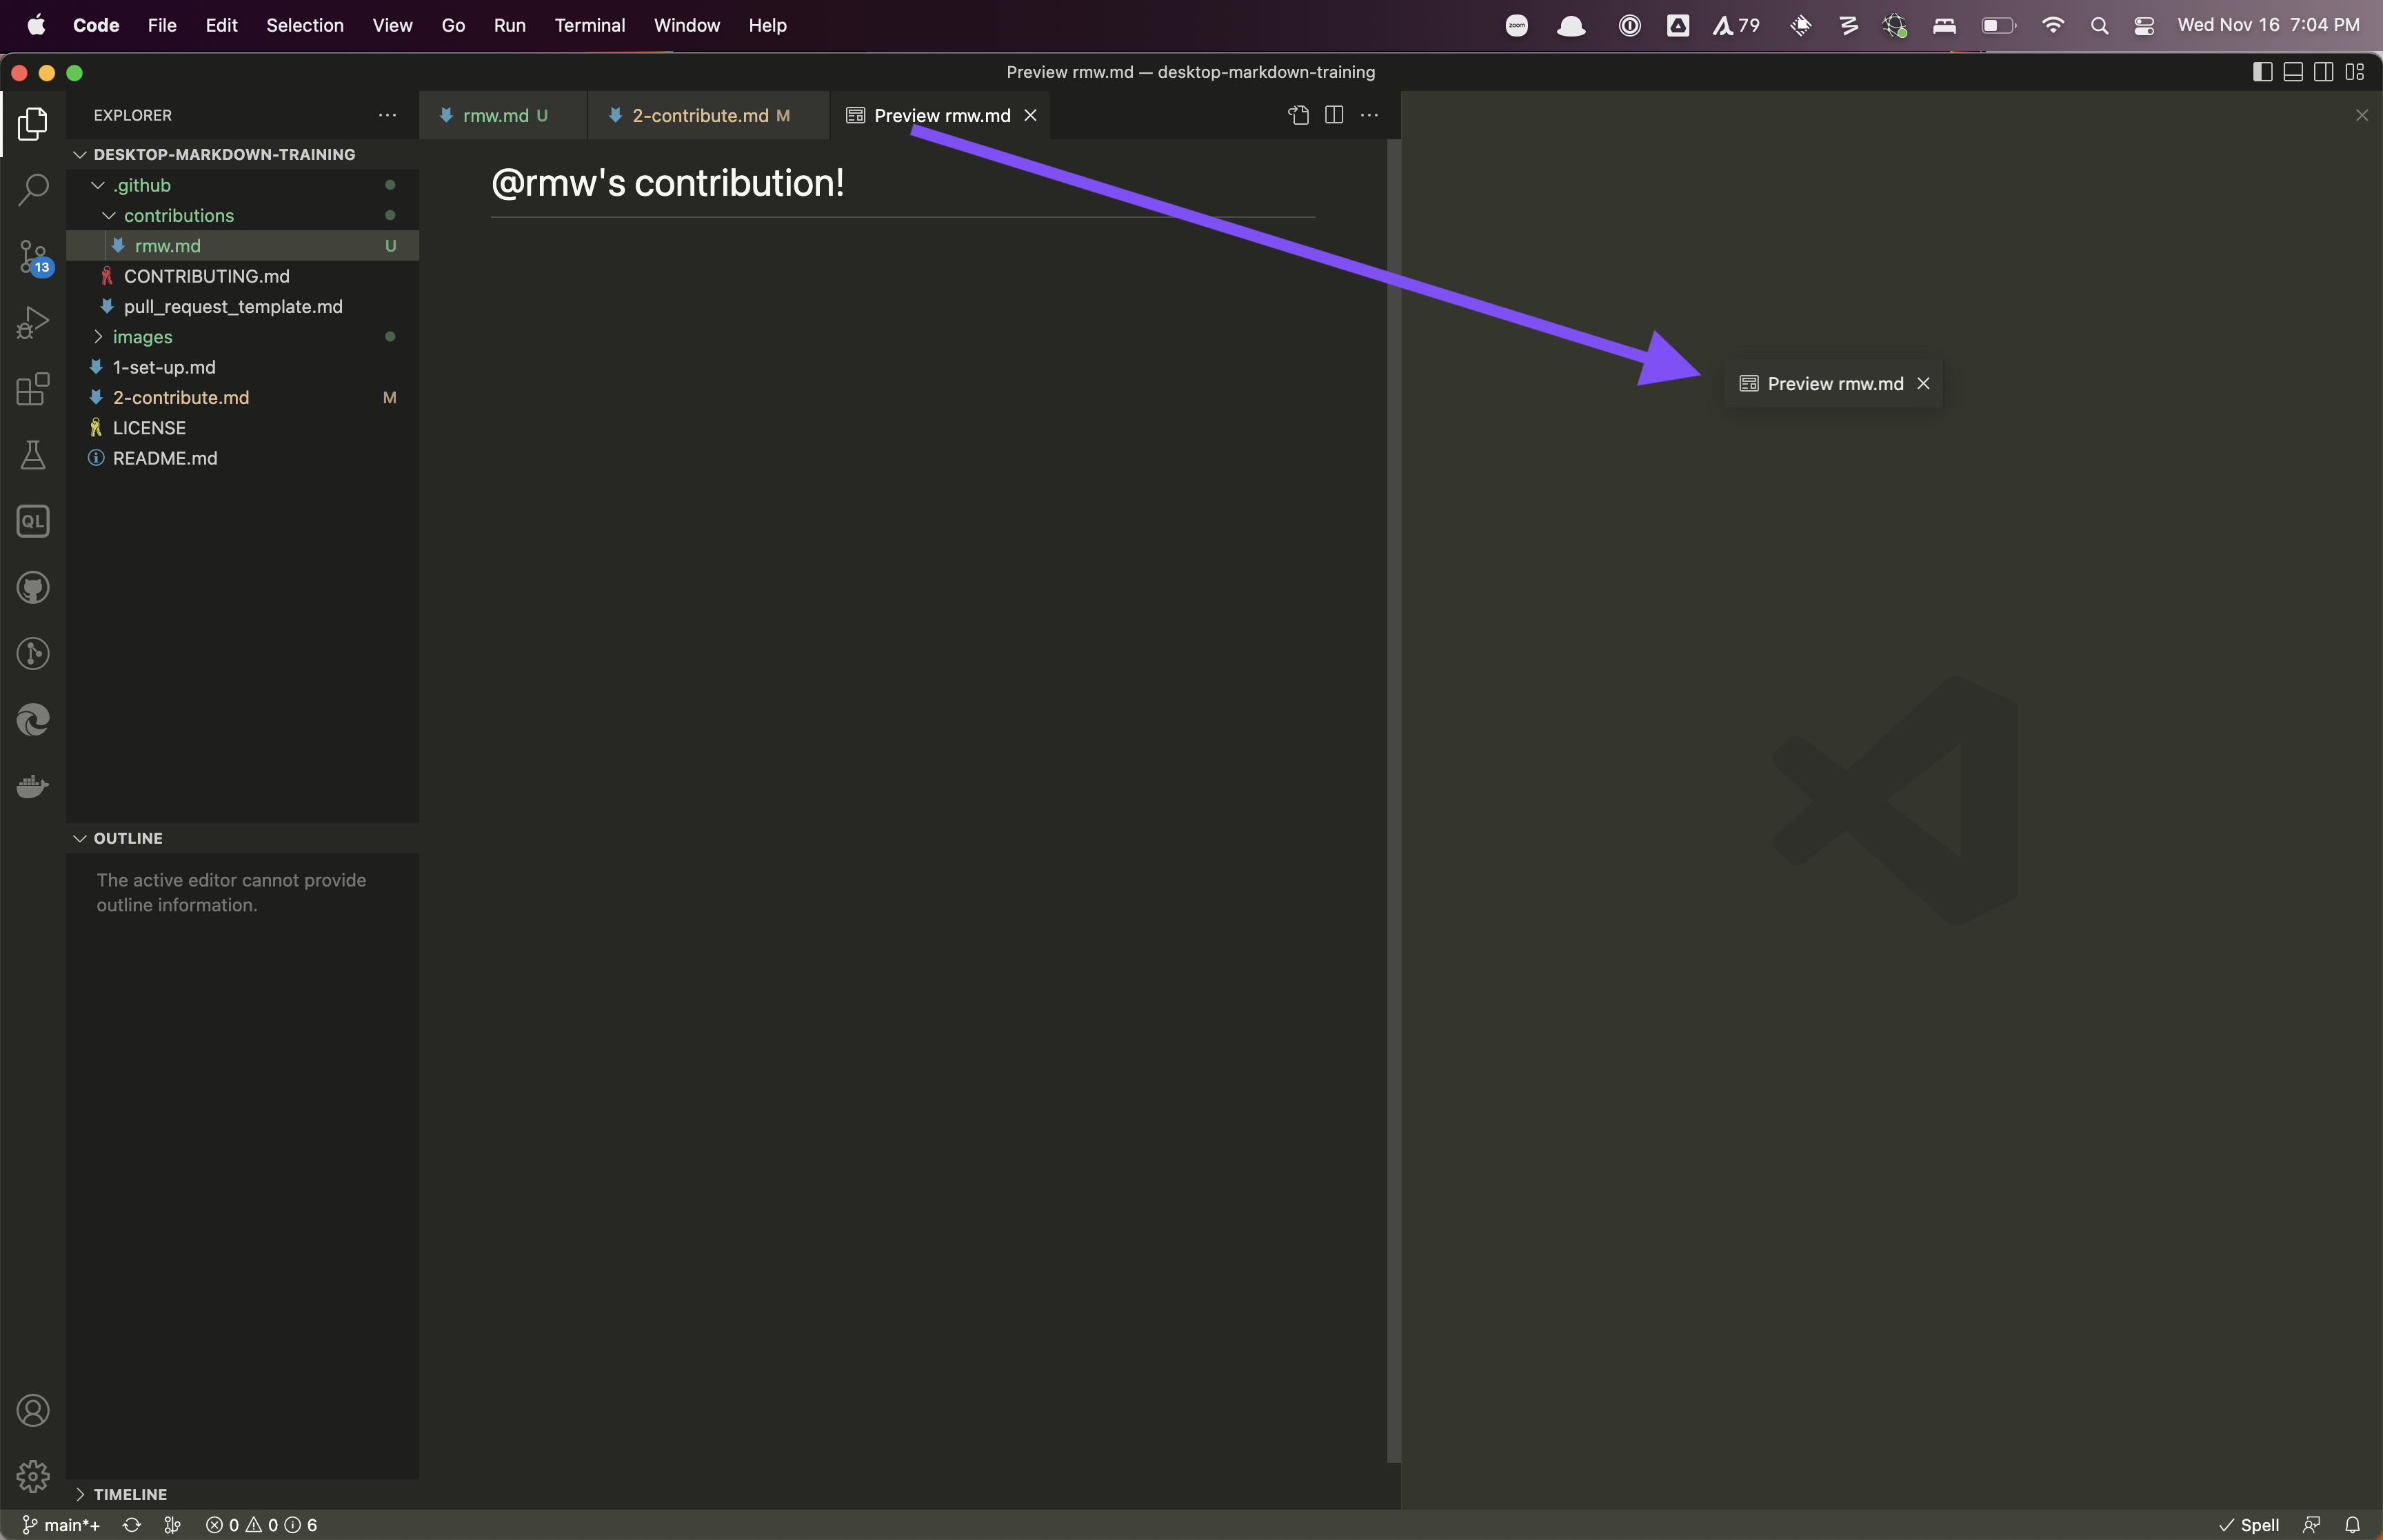 Code File Edit Selection View Go Run Terminal Window Help
zoom 79 Wed Nov 16 7:04 PM
Preview rmw.md — desktop-markdown-training
EXPLORER
rmw.md U 2-contribute.md M Preview rmw.md
DESKTOP-MARKDOWN-TRAINING
.github
contributions
rmw.md U
CONTRIBUTING.md
pull_request_template.md
images
1-set-up.md
2-contribute.md M
LICENSE
README.md
13
QL
@rmw's contribution!
Preview rmw.md
OUTLINE
The active editor cannot provide
outline information.
TIMELINE
main*+ 0 0 6 Spell